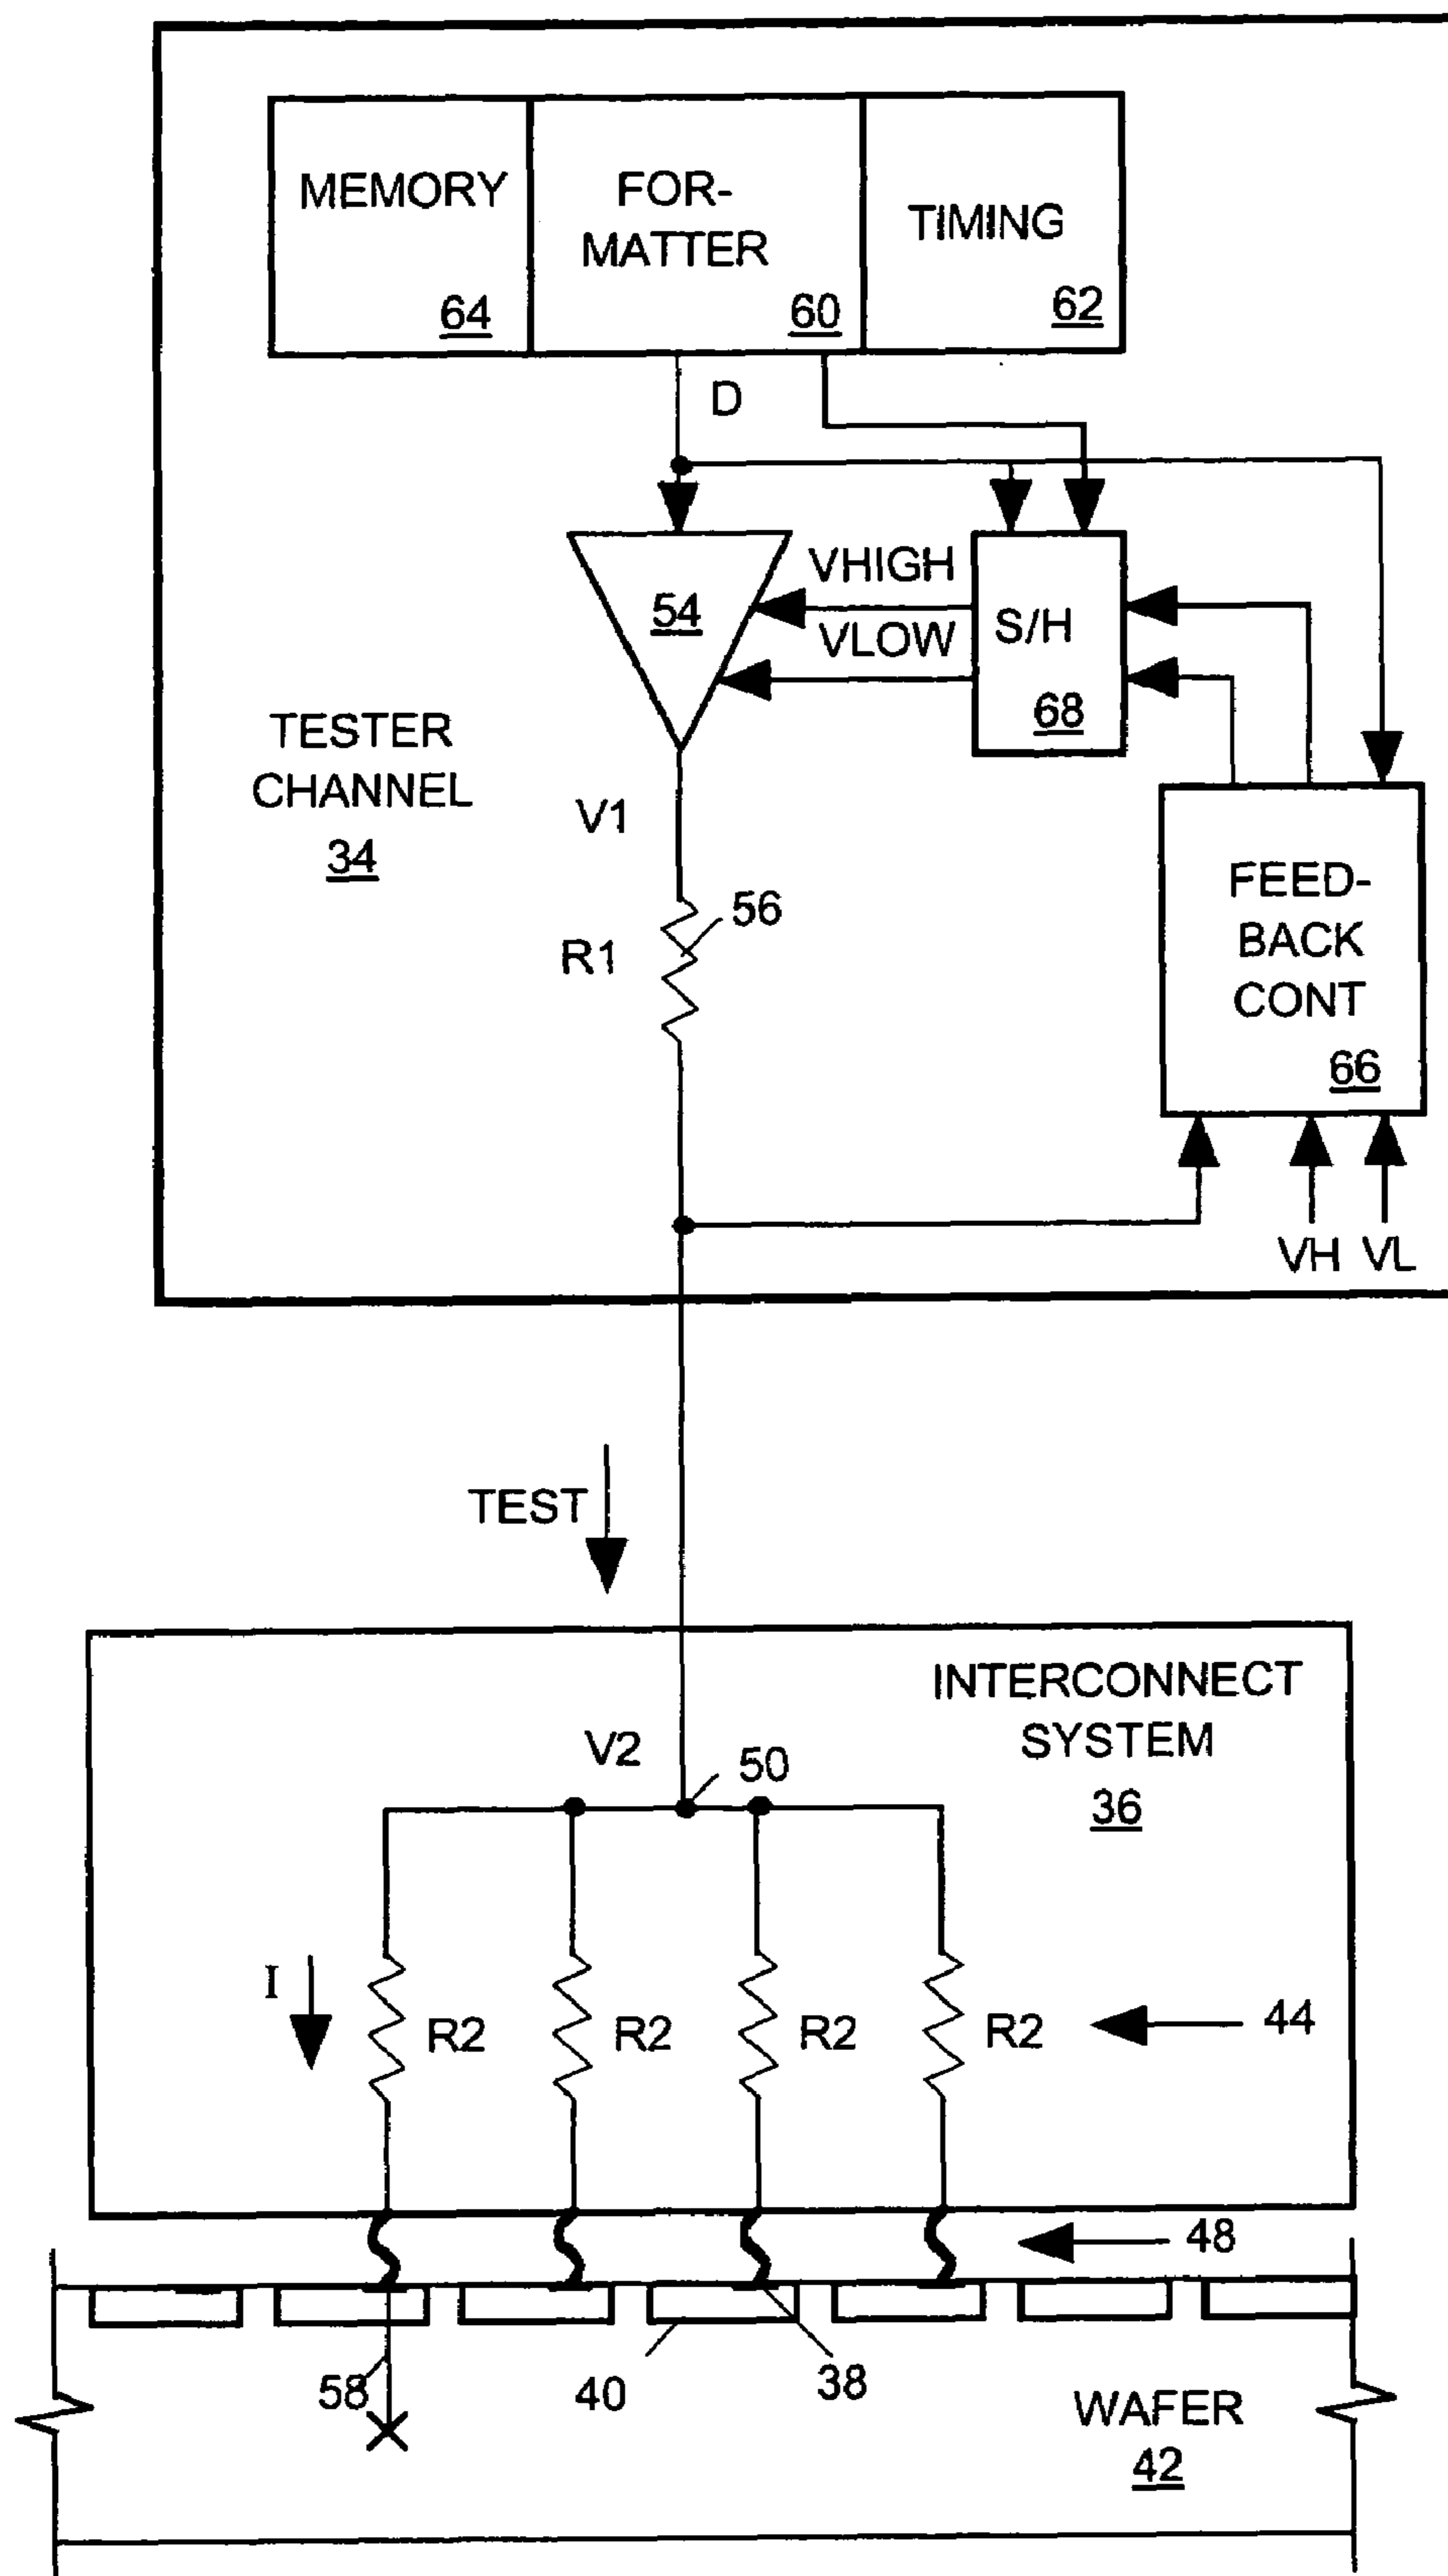 MEMORY
64
FOR-
MATTER
60
TIMING
62
D
54
VHIGH
VLOW
S/H
68
TESTER
CHANNEL
34
V1
56
R1
FEED-
BACK
CONT
66
VH VL
TEST
INTERCONNECT
SYSTEM
36
V2
50
I
R2
R2
R2
R2
44
48
58
40
38
WAFER
42